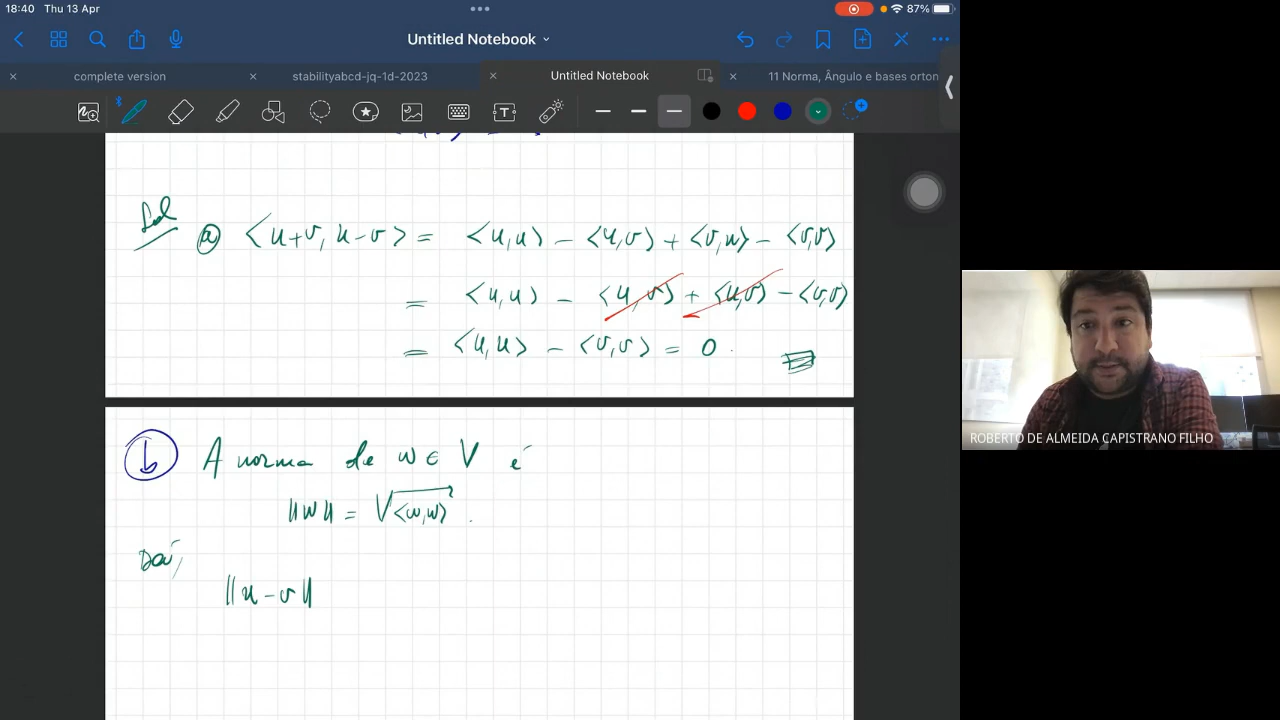 18:40 Thu 13 Apr
87%
Untitled Notebook
complete version
stabilityabcd-jq-1d-2023
Untitled Notebook
11 Norma, Ângulo e bases orton
Sol
a) <u+v, u-v> = <u,u> - <u,v> + <v,u> - <v,v>
= <u,u> - <u,v> + <u,v> - <v,v>
= <u,u> - <v,v> = 0.
b) A norma de w ∈ V é
||w|| = √<w,w>.
Daí,
||u-v||
ROBERTO DE ALMEIDA CAPISTRANO FILHO